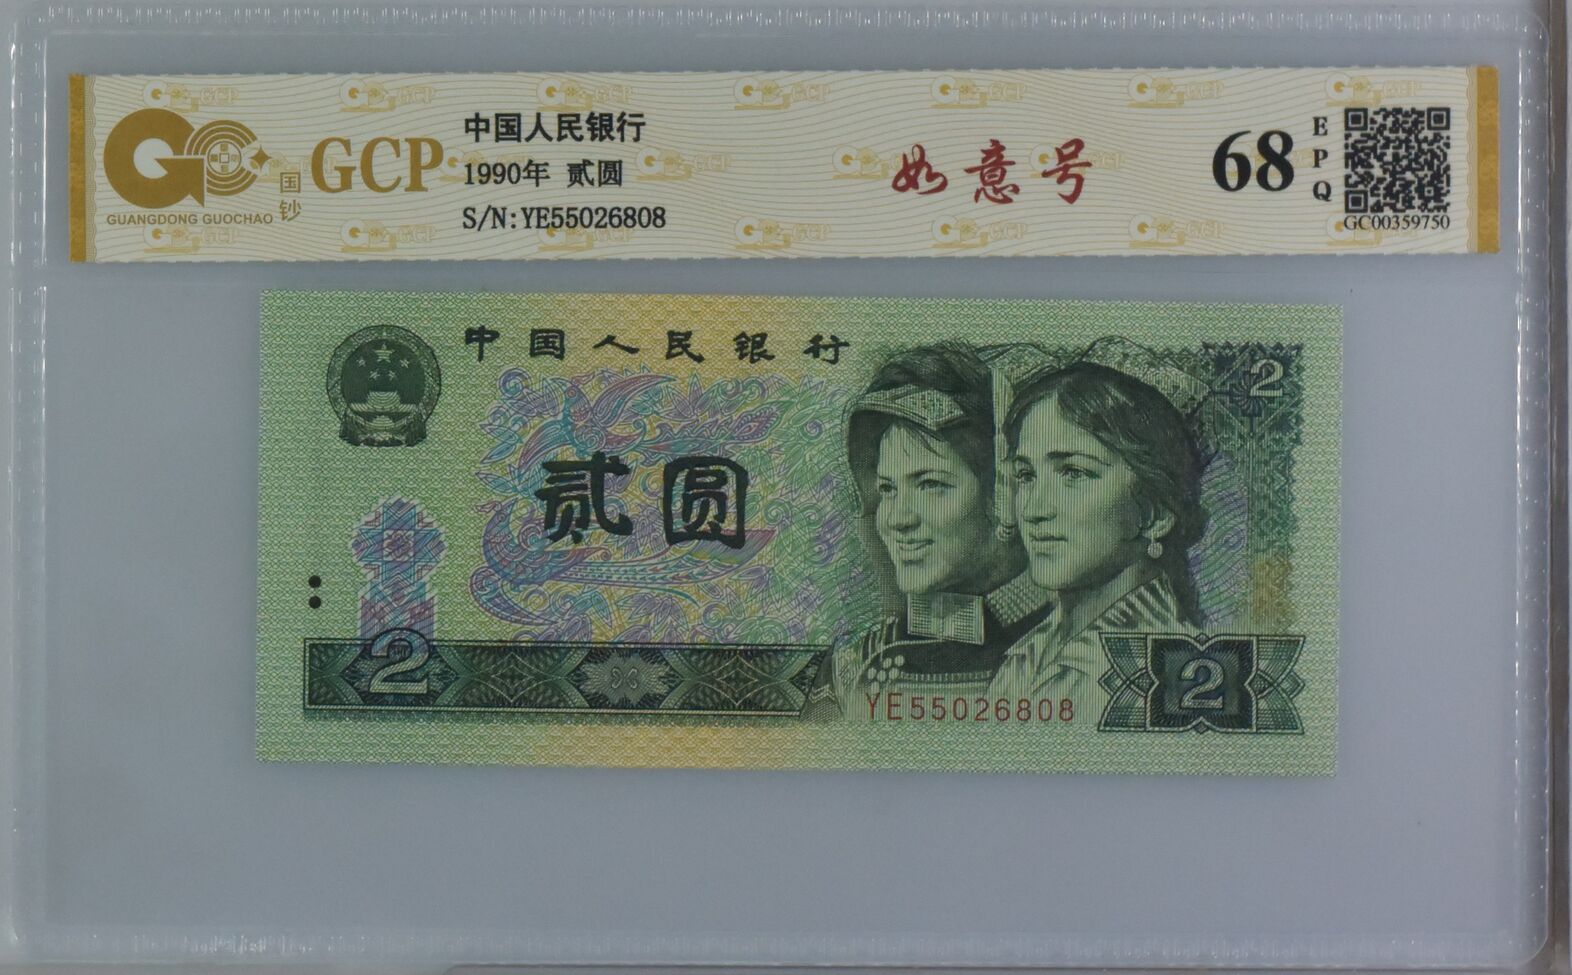 GCP
国钞
GUANGDONG GUOCHAO
中国人民银行
1990年 贰圆
S/N:YE55026808
如意号
68
EPQ
GC00359750
中国人民银行
2
贰圆
2
YE55026808
2